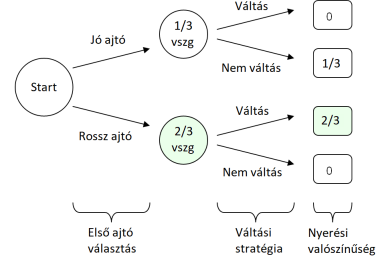 Váltás
0
1/3
vszg
Jó ajtó
Nem váltás
1/3
Start
Váltás
2/3
Rossz ajtó
2/3
vszg
Nem váltás
0
Első ajtó
választás
Váltási
stratégia
Nyerési
valószínűség